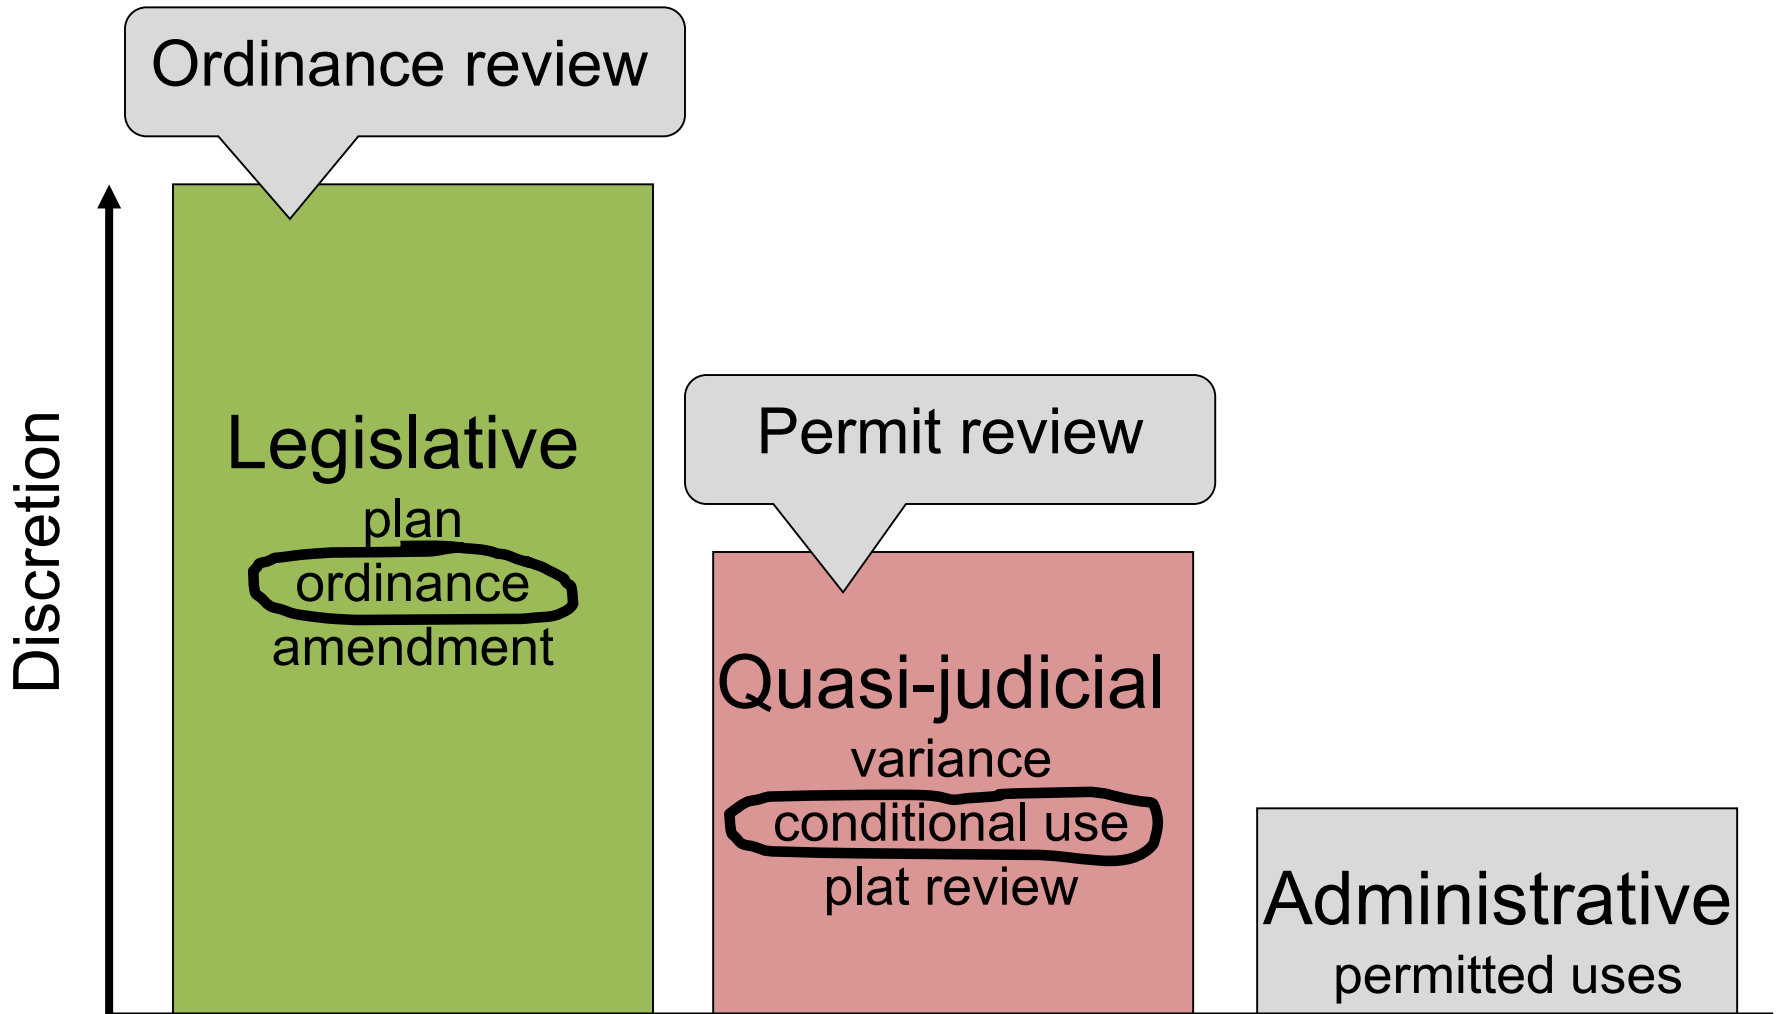 Ordinance review
Discretion
Legislative
plan
ordinance
amendment
Permit review
Quasi-judicial
variance
conditional use
plat review
Administrative
permitted uses